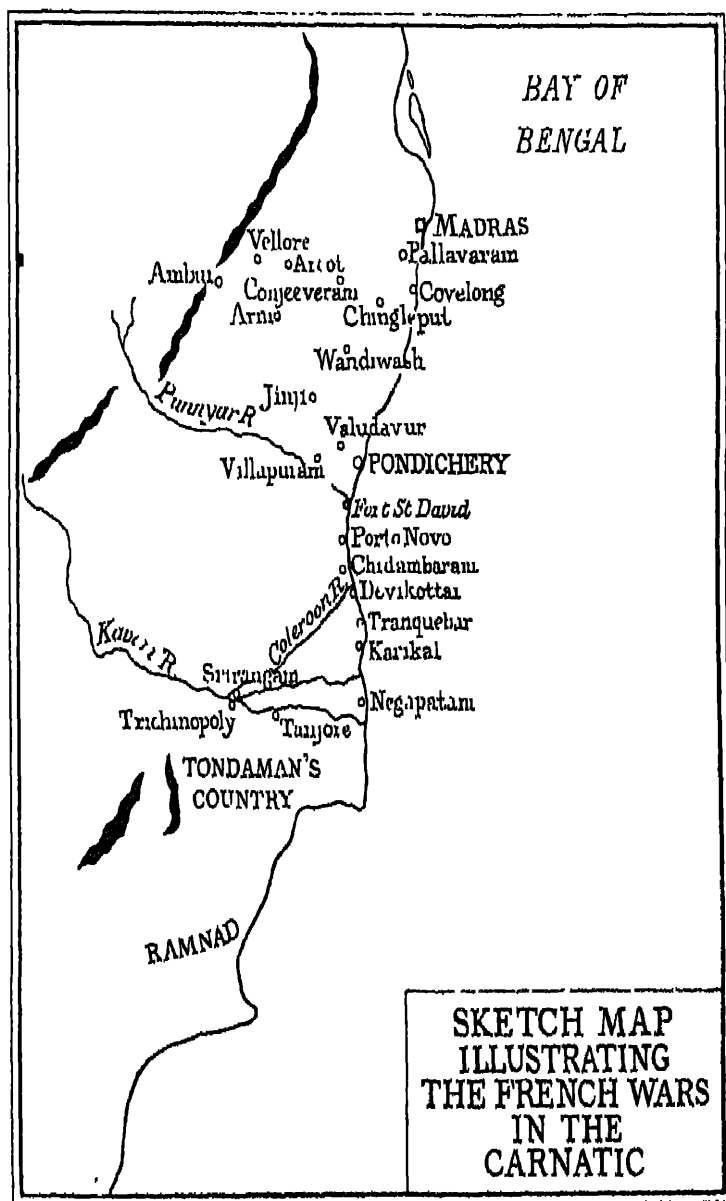 BAY OF
BENGAL
MADRAS
Pallavaram
Vellore
Arcot
Ambur
Conjeeveram
Covelong
Arni
Chingleput
Wandiwash
Punniyar R
Jinji
Valudavur
Villapuram
PONDICHERY
Fort St David
Porto Novo
Chidambaram
Devikottai
Coleroon R.
Tranquebar
Karikal
Kaveri R.
Srirangam
Negapatam
Trichinopoly
Tanjore
TONDAMAN'S
COUNTRY
RAMNAD
SKETCH MAP
ILLUSTRATING
THE FRENCH WARS
IN THE
CARNATIC